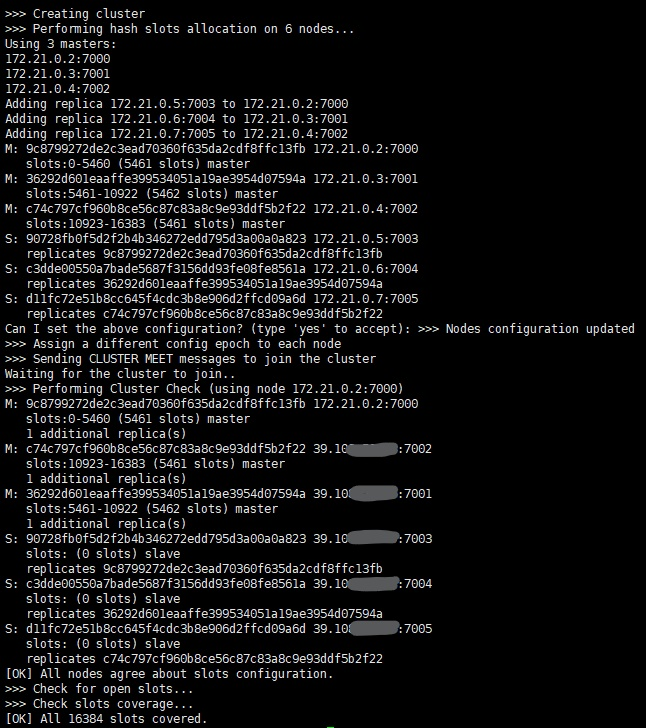 >>> Creating cluster
>>> Performing hash slots allocation on 6 nodes...
Using 3 masters:
172.21.0.2:7000
172.21.0.3:7001
172.21.0.4:7002
Adding replica 172.21.0.5:7003 to 172.21.0.2:7000
Adding replica 172.21.0.6:7004 to 172.21.0.3:7001
Adding replica 172.21.0.7:7005 to 172.21.0.4:7002
M: 9c8799272de2c3ead70360f635da2cdf8ffc13fb 172.21.0.2:7000
   slots:0-5460 (5461 slots) master
M: 36292d601eaaffe399534051a19ae3954d07594a 172.21.0.3:7001
   slots:5461-10922 (5462 slots) master
M: c74c797cf960b8ce56c87c83a8c9e93ddf5b2f22 172.21.0.4:7002
   slots:10923-16383 (5461 slots) master
S: 90728fb0f5d2f2b4b346272edd795d3a00a0a823 172.21.0.5:7003
   replicates 9c8799272de2c3ead70360f635da2cdf8ffc13fb
S: c3dde00550a7bade5687f3156dd93fe08fe8561a 172.21.0.6:7004
   replicates 36292d601eaaffe399534051a19ae3954d07594a
S: d11fc72e51b8cc645f4cdc3b8e906d2ffcd09a6d 172.21.0.7:7005
   replicates c74c797cf960b8ce56c87c83a8c9e93ddf5b2f22
Can I set the above configuration? (type 'yes' to accept): >>> Nodes configuration updated
>>> Assign a different config epoch to each node
>>> Sending CLUSTER MEET messages to join the cluster
Waiting for the cluster to join..
>>> Performing Cluster Check (using node 172.21.0.2:7000)
M: 9c8799272de2c3ead70360f635da2cdf8ffc13fb 172.21.0.2:7000
   slots:0-5460 (5461 slots) master
   1 additional replica(s)
M: c74c797cf960b8ce56c87c83a8c9e93ddf5b2f22 39.10 :7002
   slots:10923-16383 (5461 slots) master
   1 additional replica(s)
M: 36292d601eaaffe399534051a19ae3954d07594a 39.10 :7001
   slots:5461-10922 (5462 slots) master
   1 additional replica(s)
S: 90728fb0f5d2f2b4b346272edd795d3a00a0a823 39.10 :7003
   slots: (0 slots) slave
   replicates 9c8799272de2c3ead70360f635da2cdf8ffc13fb
S: c3dde00550a7bade5687f3156dd93fe08fe8561a 39.10 :7004
   slots: (0 slots) slave
   replicates 36292d601eaaffe399534051a19ae3954d07594a
S: d11fc72e51b8cc645f4cdc3b8e906d2ffcd09a6d 39.10 :7005
   slots: (0 slots) slave
   replicates c74c797cf960b8ce56c87c83a8c9e93ddf5b2f22
[OK] All nodes agree about slots configuration.
>>> Check for open slots...
>>> Check slots coverage...
[OK] All 16384 slots covered.